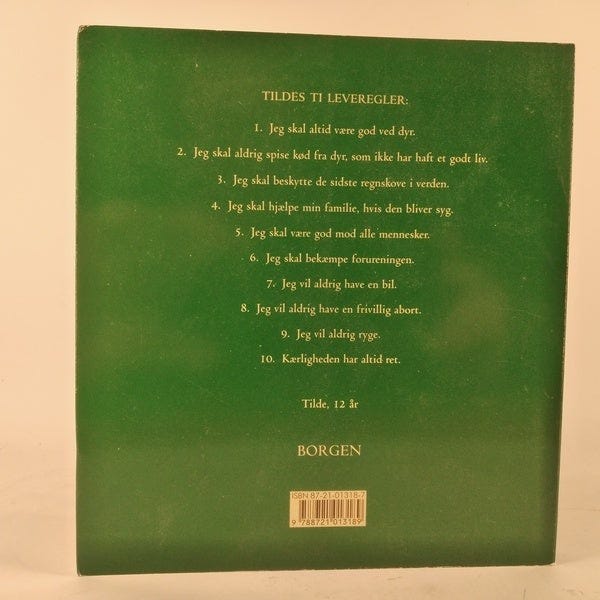 TILDES TI LEVEREGLER:
1. Jeg skal altid være god ved dyr.
2. Jeg skal aldrig spise kød fra dyr, som ikke har haft et godt liv.
3. Jeg skal beskytte de sidste regnskove i verden.
4. Jeg skal hjælpe min familie, hvis den bliver syg.
5. Jeg skal være god mod alle mennesker.
6. Jeg skal bekæmpe forureningen.
7. Jeg vil aldrig have en bil.
8. Jeg vil aldrig have en frivillig abort.
9. Jeg vil aldrig ryge.
10. Kærligheden har altid ret.
Tilde, 12 år
BORGEN
ISBN 87-21-01318-7
9 788721 013189